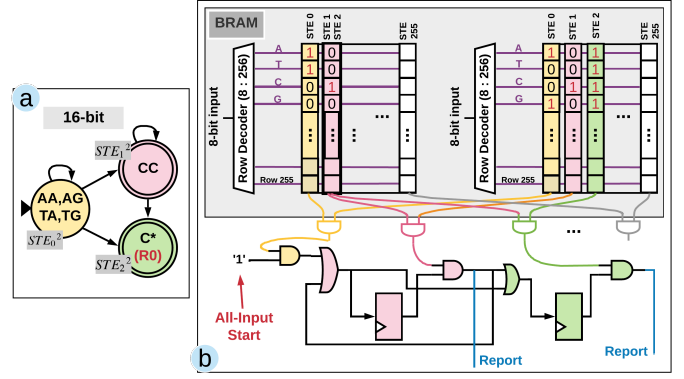 a
16-bit
STE₁²
CC
AA,AG
TA,TG
STE₀²
C*
(R0)
STE₂²
BRAM
STE 0
STE 1
STE 2
STE 255
STE 0
STE 1
STE 2
STE 255
8-bit input
Row Decoder (8 : 256)
A 1 0
T 1 0
C 0 1
G 0 0
... ... ... ...
Row 255
8-bit input
Row Decoder (8 : 256)
A 1 0 1
T 0 0 1
C 0 1 1
G 1 0 1
... ... ... ...
Row 255
...
'1'
All-Input
Start
Report
Report
b